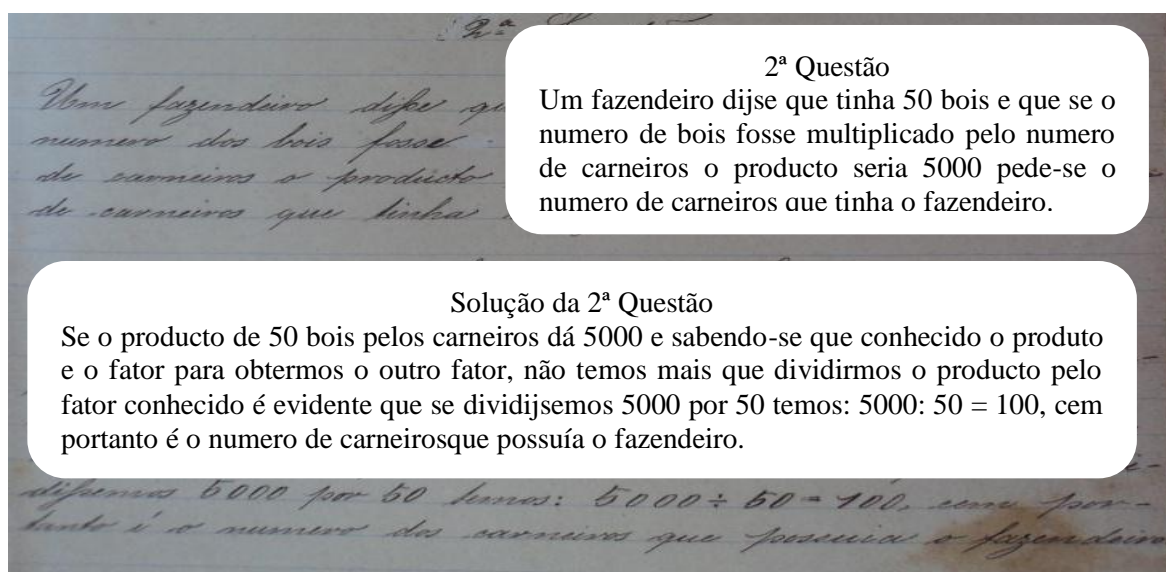 2ª
Um fazendeiro disse
numero dos bois fosse
de carneiros o producto
de carneiros que tinha
2ª Questão
Um fazendeiro dijse que tinha 50 bois e que se o
numero de bois fosse multiplicado pelo numero
de carneiros o producto seria 5000 pede-se o
numero de carneiros que tinha o fazendeiro.
Solução da 2ª Questão
Se o producto de 50 bois pelos carneiros dá 5000 e sabendo-se que conhecido o produto
e o fator para obtermos o outro fator, não temos mais que dividirmos o producto pelo
fator conhecido é evidente que se dividijsemos 5000 por 50 temos: 5000: 50 = 100, cem
portanto é o numero de carneirosque possuía o fazendeiro.
5000 por 50 temos: 5000 ÷ 50 = 100, cem por-
tanto é o numero dos carneiros que possuia o fazendeiro